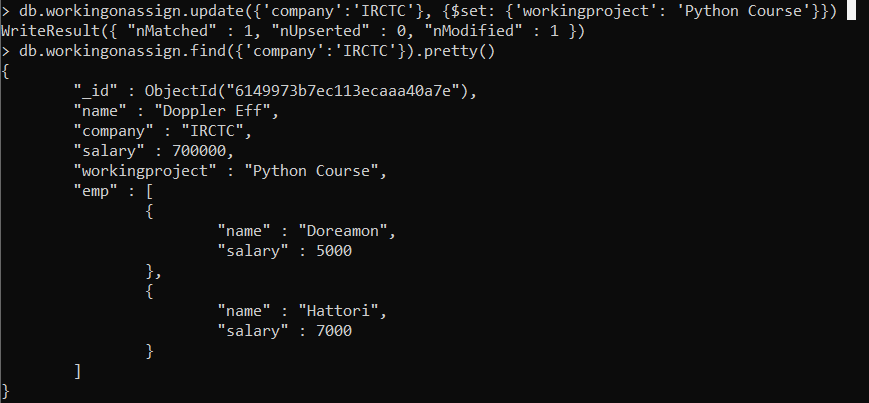 > db.workingonassign.update({'company':'IRCTC'}, {$set: {'workingproject': 'Python Course'}})
WriteResult({ "nMatched" : 1, "nUpserted" : 0, "nModified" : 1 })
> db.workingonassign.find({'company':'IRCTC'}).pretty()
{
        "_id" : ObjectId("6149973b7ec113ecaaa40a7e"),
        "name" : "Doppler Eff",
        "company" : "IRCTC",
        "salary" : 700000,
        "workingproject" : "Python Course",
        "emp" : [
                {
                        "name" : "Doreamon",
                        "salary" : 5000
                },
                {
                        "name" : "Hattori",
                        "salary" : 7000
                }
        ]
}